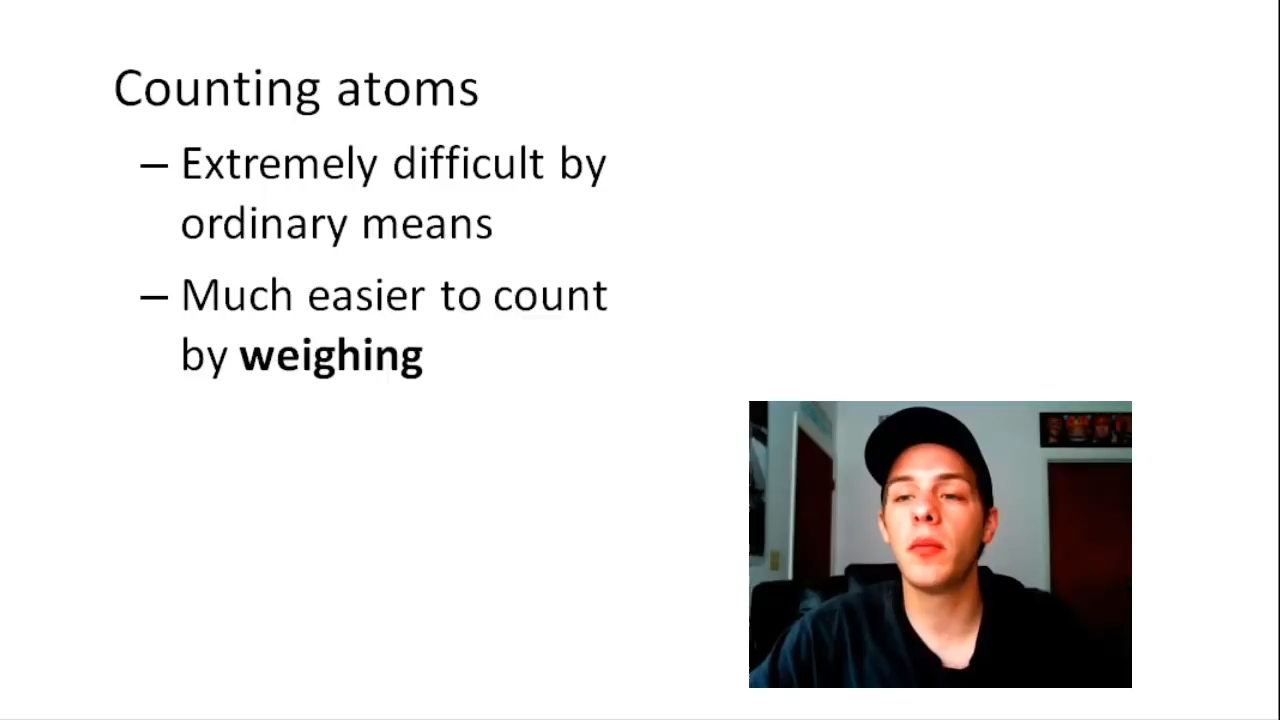 Counting atoms
– Extremely difficult by
ordinary means
– Much easier to count
by weighing